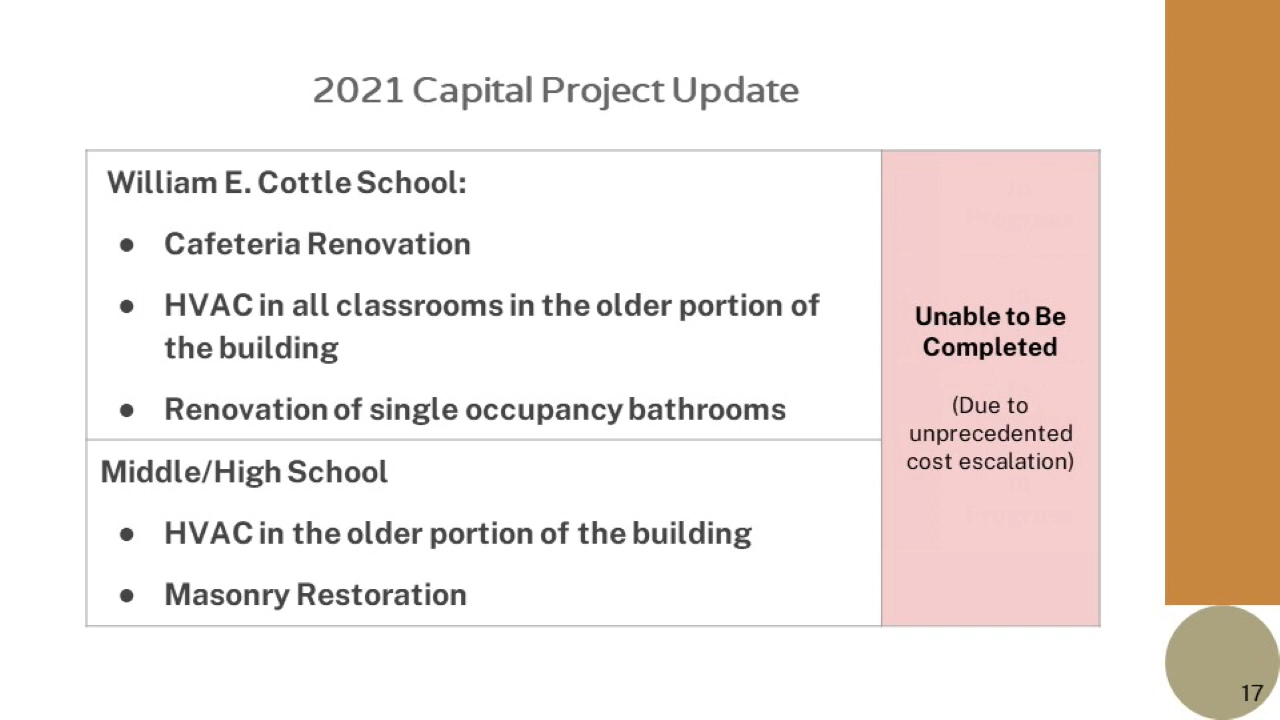 2021 Capital Project Update
William E. Cottle School:
● Cafeteria Renovation
● HVAC in all classrooms in the older portion of
the building
● Renovation of single occupancy bathrooms
Unable to Be
Completed
(Due to
unprecedented
cost escalation)
Middle/High School
● HVAC in the older portion of the building
● Masonry Restoration
17